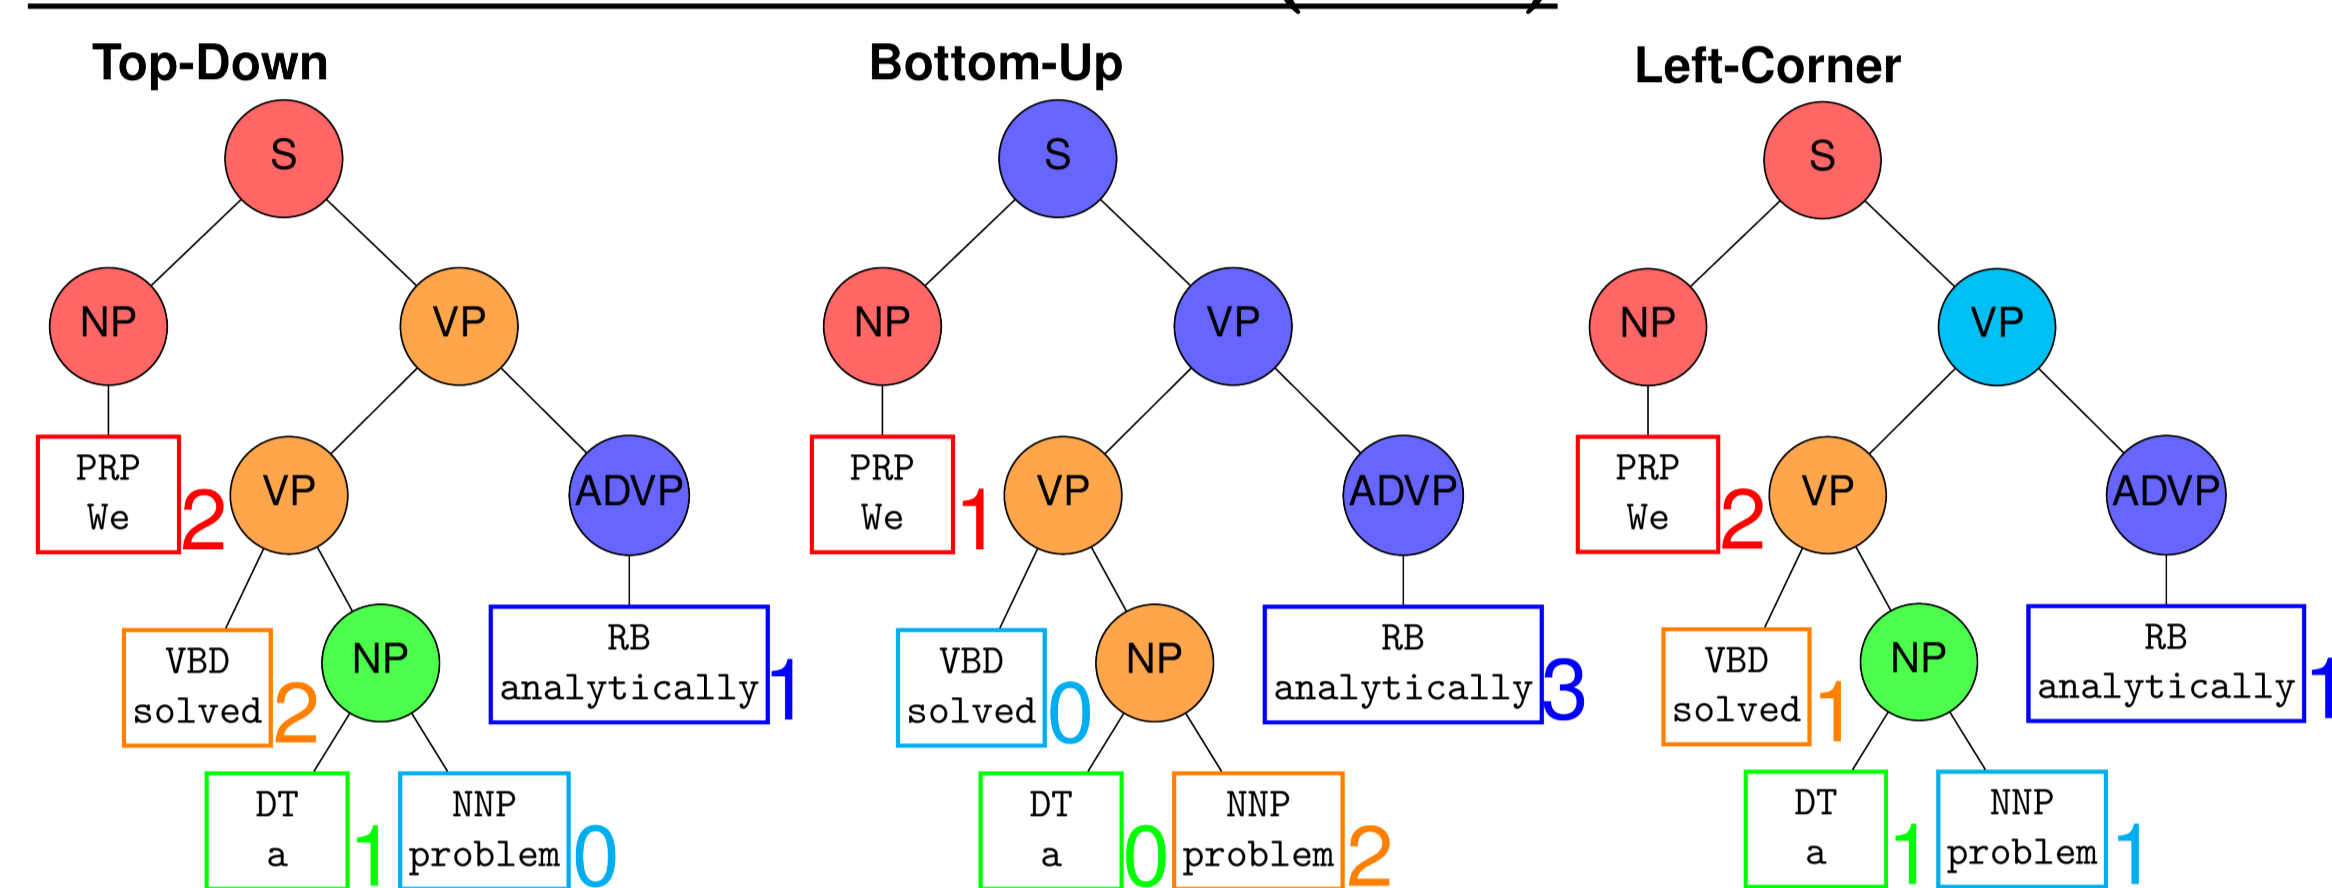 Top-Down
S
NP
VP
PRP
We
2
VP
ADVP
VBD
solved
2
NP
RB
analytically
1
DT
a
1
NNP
problem
0
Bottom-Up
S
NP
VP
PRP
We
1
VP
ADVP
VBD
solved
0
NP
RB
analytically
3
DT
a
0
NNP
problem
2
Left-Corner
S
NP
VP
PRP
We
2
VP
ADVP
VBD
solved
1
NP
RB
analytically
1
DT
a
1
NNP
problem
1